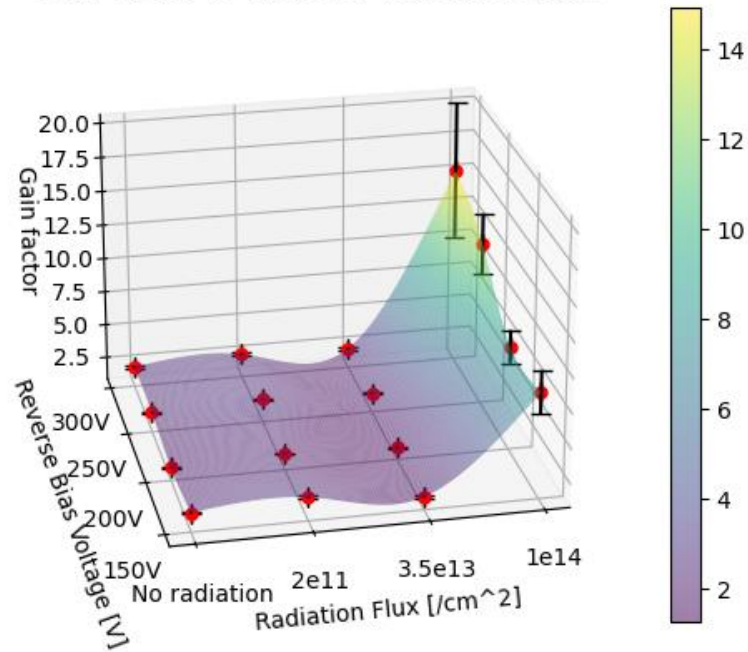 20.0
17.5
15.0
12.5
10.0
7.5
5.0
2.5
Gain factor
300V
250V
200V
150V
Reverse Bias Voltage [V]
No radiation
2e11
3.5e13
1e14
Radiation Flux [/cm^2]
14
12
10
8
6
4
2